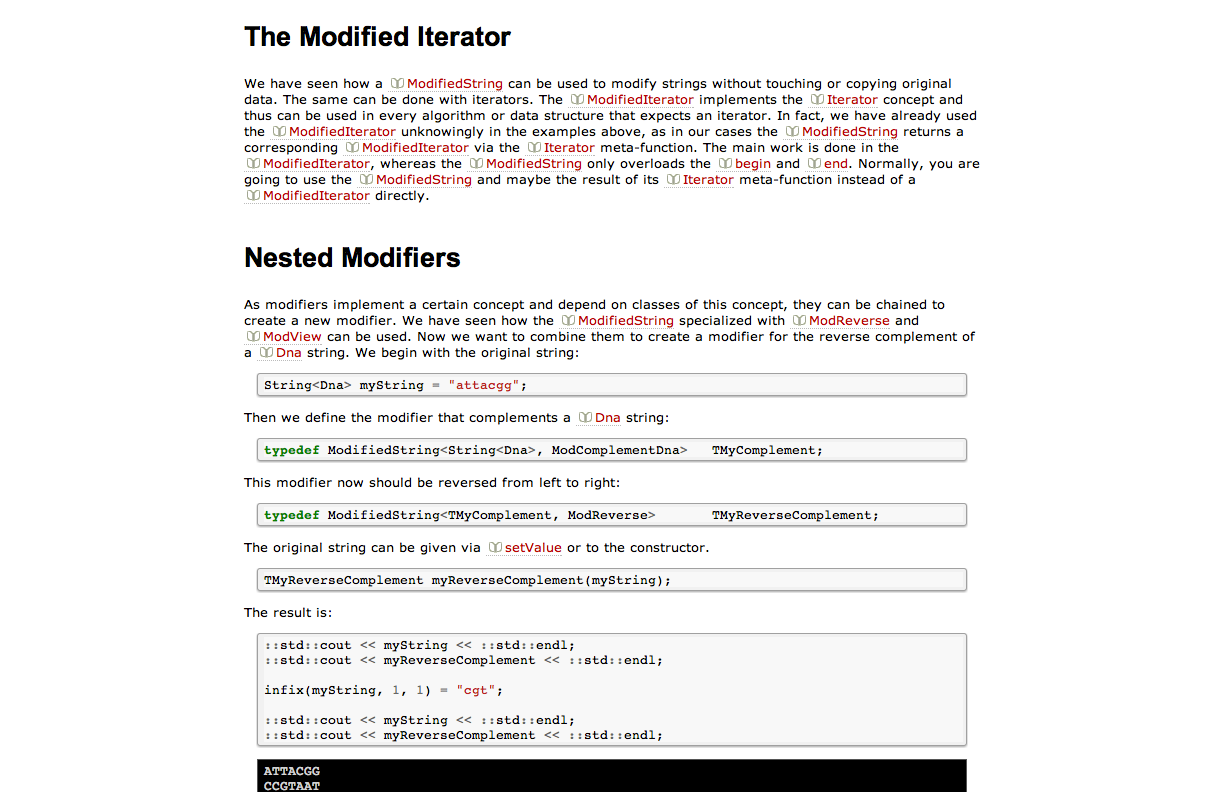 The Modified Iterator
We have seen how a ModifiedString can be used to modify strings without touching or copying original
data. The same can be done with iterators. The ModifiedIterator implements the Iterator concept and
thus can be used in every algorithm or data structure that expects an iterator. In fact, we have already used
the ModifiedIterator unknowingly in the examples above, as in our cases the ModifiedString returns a
corresponding ModifiedIterator via the Iterator meta-function. The main work is done in the
ModifiedIterator, whereas the ModifiedString only overloads the begin and end. Normally, you are
going to use the ModifiedString and maybe the result of its Iterator meta-function instead of a
ModifiedIterator directly.
Nested Modifiers
As modifiers implement a certain concept and depend on classes of this concept, they can be chained to
create a new modifier. We have seen how the ModifiedString specialized with ModReverse and
ModView can be used. Now we want to combine them to create a modifier for the reverse complement of
a Dna string. We begin with the original string:
String<Dna> myString = "attacgg";
Then we define the modifier that complements a Dna string:
typedef ModifiedString<String<Dna>, ModComplementDna>   TMyComplement;
This modifier now should be reversed from left to right:
typedef ModifiedString<TMyComplement, ModReverse>       TMyReverseComplement;
The original string can be given via setValue or to the constructor.
TMyReverseComplement myReverseComplement(myString);
The result is:
::std::cout << myString << ::std::endl;
::std::cout << myReverseComplement << ::std::endl;
infix(myString, 1, 1) = "cgt";
::std::cout << myString << ::std::endl;
::std::cout << myReverseComplement << ::std::endl;
ATTACGG
CCGTAAT